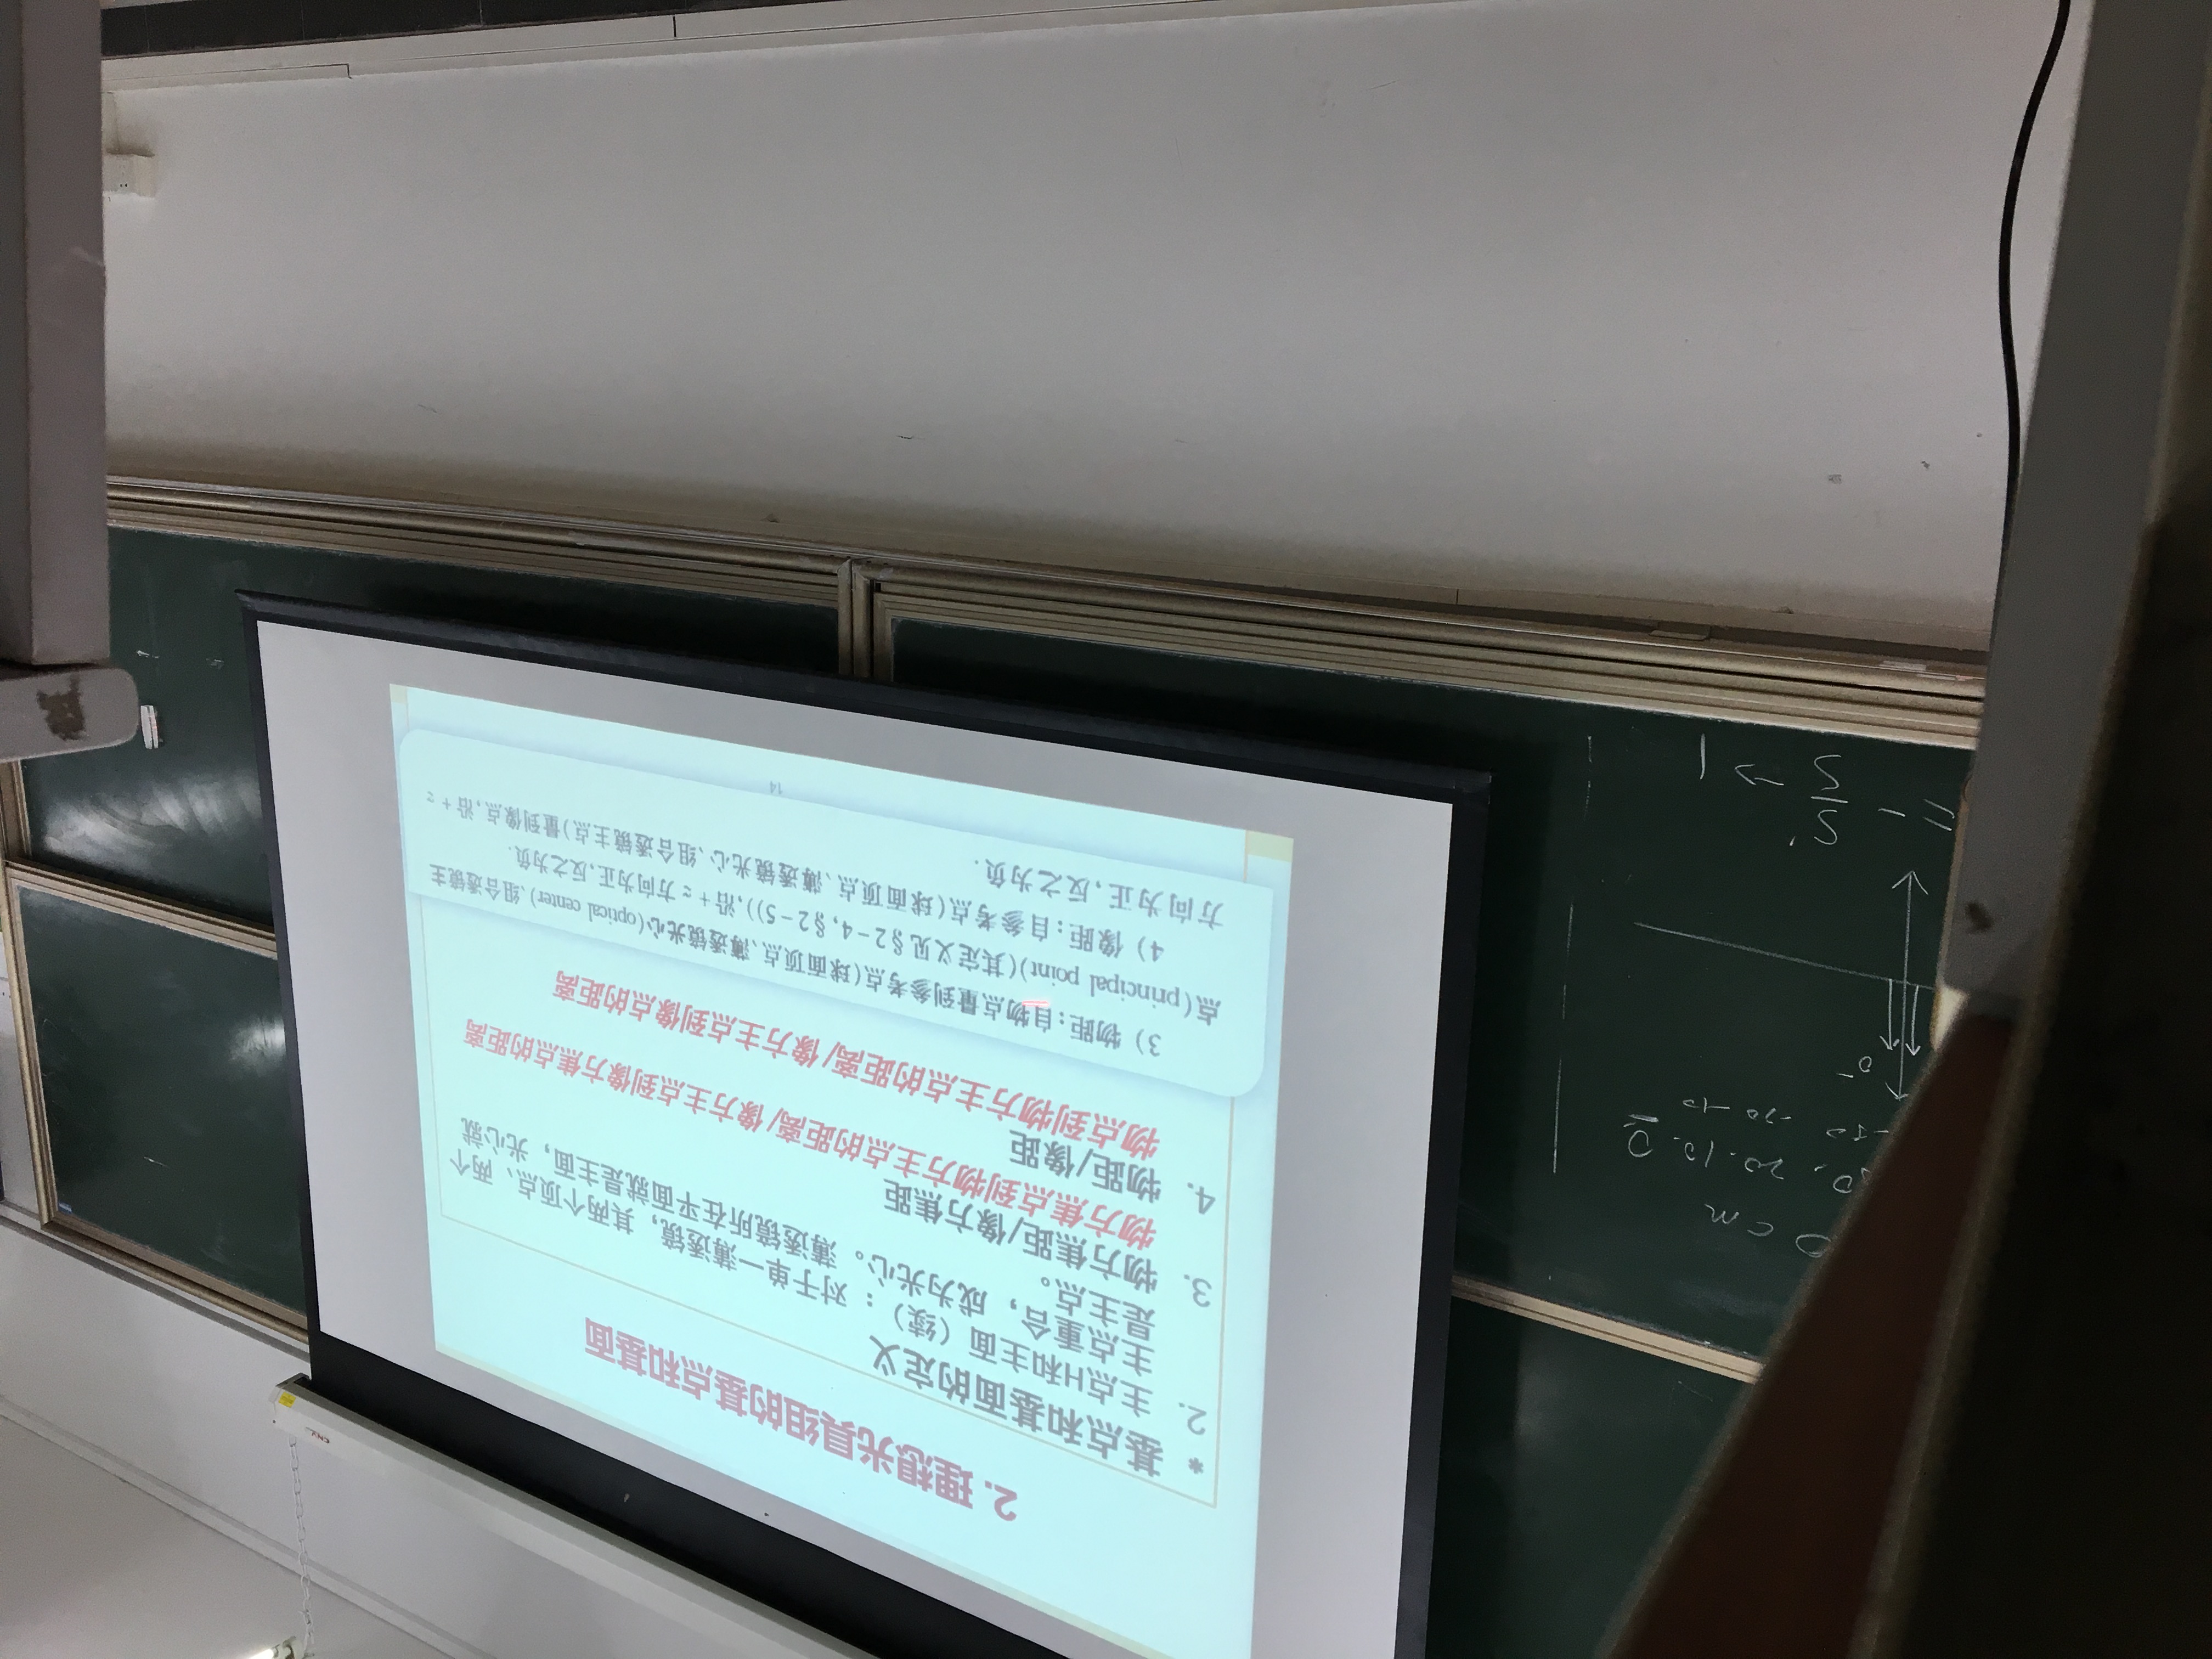 2. 理想光具组的基点和基面
* 基点和基面的定义
2. 主点H和主面（续）：对于单一薄透镜，其两个顶点、两个
主点重合，成为光心。薄透镜所在平面就是主面，光心就
是主点。
3. 物方焦距/像方焦距
物方焦点到物方主点的距离/像方主点到像方焦点的距离
4. 物距/像距
物点到物方主点的距离/像方主点到像点的距离
3) 物距:自物点量到参考点(球面顶点、薄透镜光心(optical center)、组合透镜主
点(principal point)(其定义见§2-4,§2-5)),沿+z方向为正,反之为负.
4) 像距:自参考点(球面顶点、薄透镜光心、组合透镜主点)量到像点,沿+z
方向为正,反之为负.
14
0 cm
20. 10. 0
-20 -10
0⁻
= - S'/S → 1